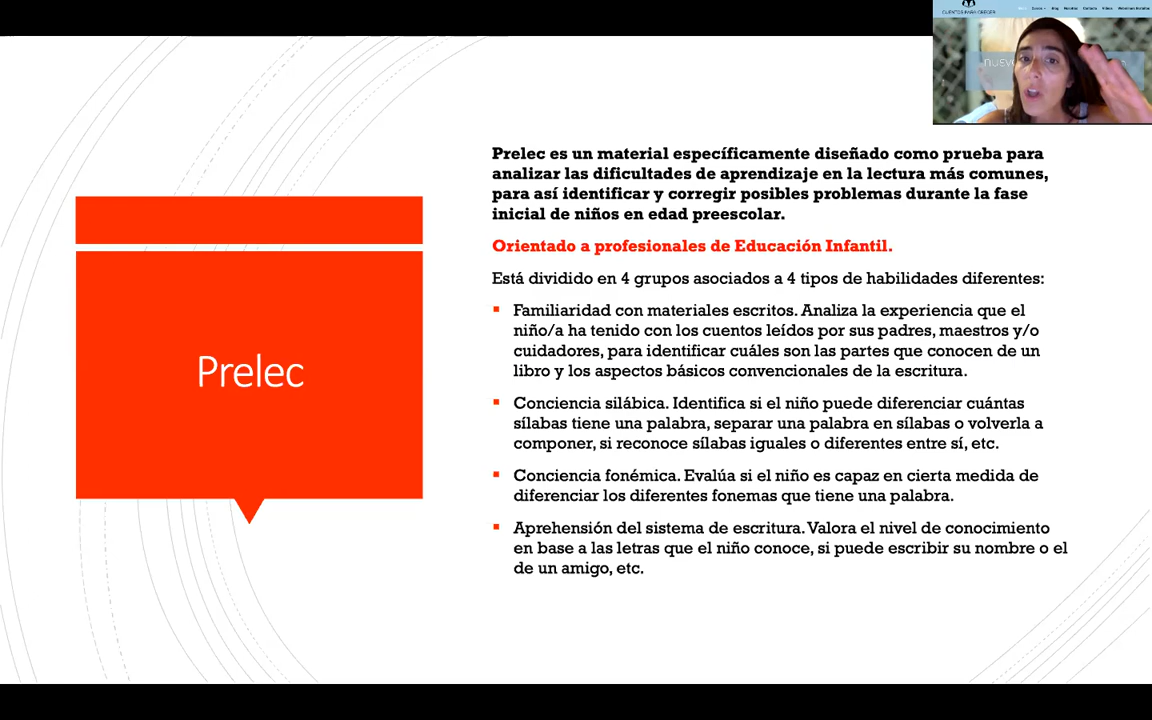 CUENTOS PARA CRECER
Blog
Contacto
Videos
Prelec es un material específicamente diseñado como prueba para
analizar las dificultades de aprendizaje en la lectura más comunes,
para así identificar y corregir posibles problemas durante la fase
inicial de niños en edad preescolar.
Orientado a profesionales de Educación Infantil.
Está dividido en 4 grupos asociados a 4 tipos de habilidades diferentes:
Familiaridad con materiales escritos. Analiza la experiencia que el
niño/a ha tenido con los cuentos leídos por sus padres, maestros y/o
cuidadores, para identificar cuáles son las partes que conocen de un
libro y los aspectos básicos convencionales de la escritura.
Conciencia silábica. Identifica si el niño puede diferenciar cuántas
sílabas tiene una palabra, separar una palabra en sílabas o volverla a
componer, si reconoce sílabas iguales o diferentes entre sí, etc.
Conciencia fonémica. Evalúa si el niño es capaz en cierta medida de
diferenciar los diferentes fonemas que tiene una palabra.
Aprehensión del sistema de escritura. Valora el nivel de conocimiento
en base a las letras que el niño conoce, si puede escribir su nombre o el
de un amigo, etc.
Prelec